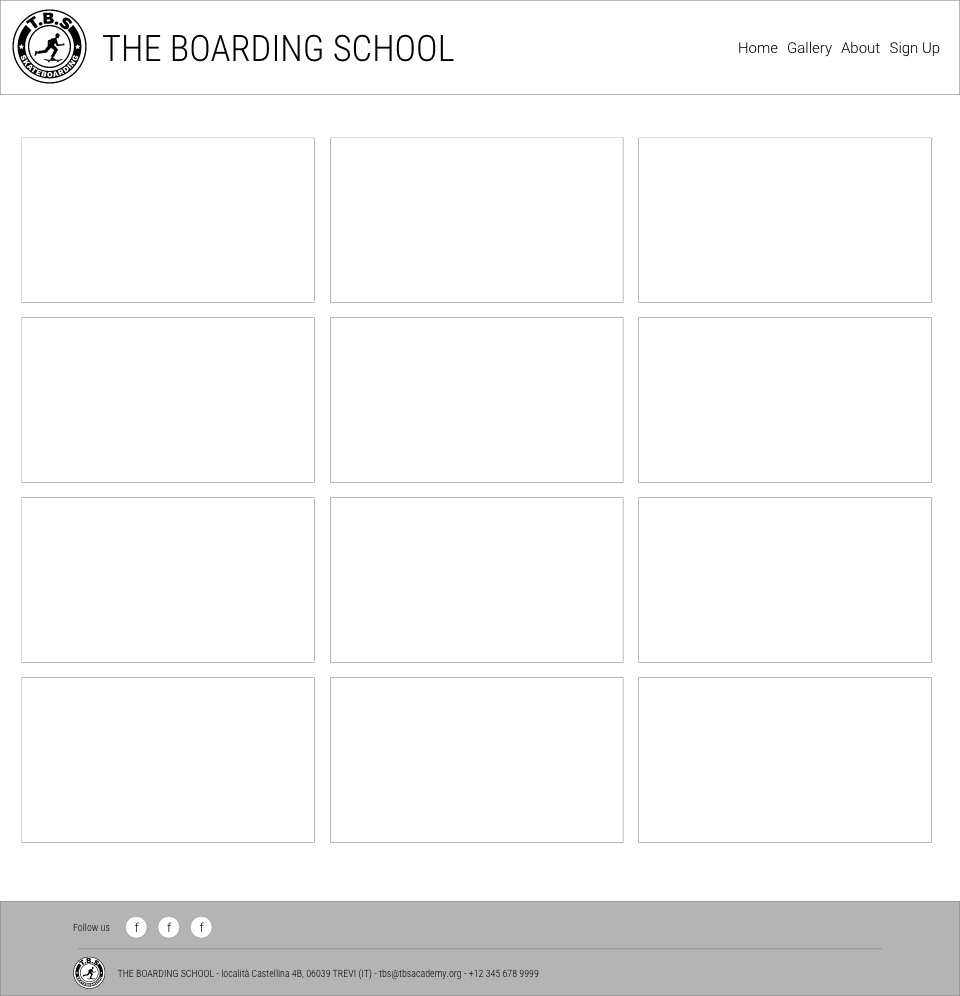 T.B.S
SKATEBOARDING
THE BOARDING SCHOOL
Home Gallery About Sign Up
Follow us f f f
T.B.S
SKATEBOARDING
THE BOARDING SCHOOL - località Castellina 4B, 06039 TREVI (IT) - tbs@tbsacademy.org - +12 345 678 9999